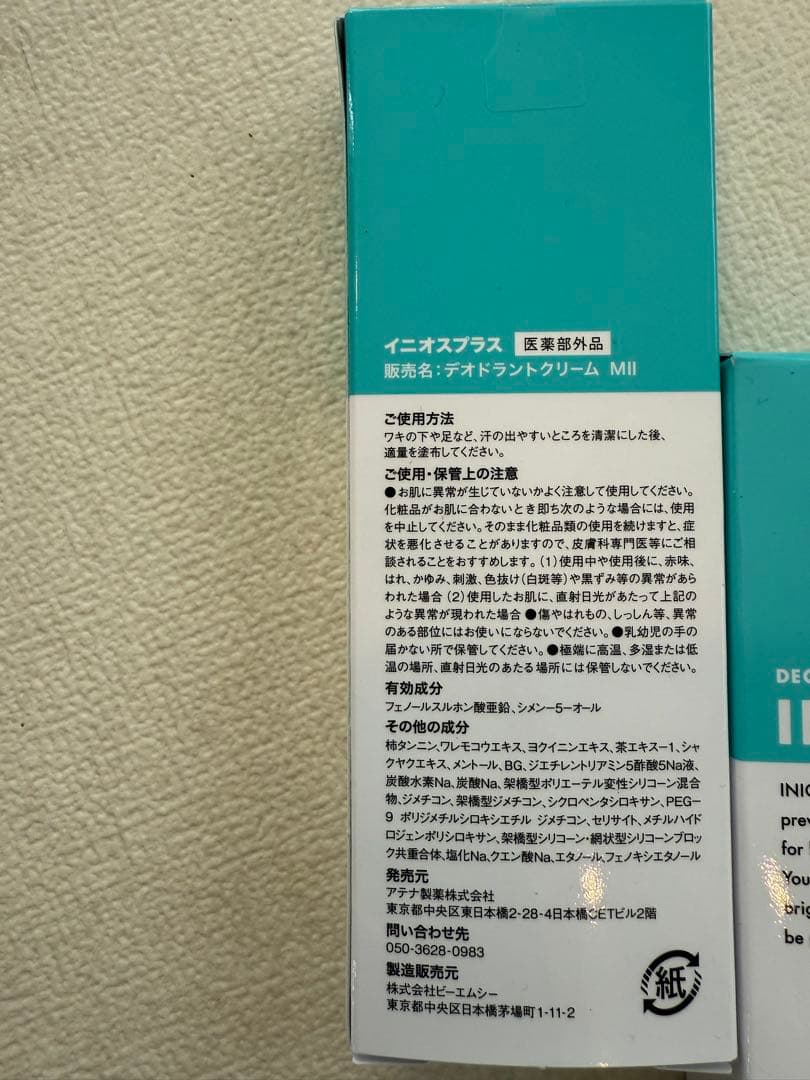 イニオスプラス 医薬部外品
販売名:デオドラントクリーム MII
ご使用方法
ワキの下や足など、汗の出やすいところを清潔にした後、
適量を塗布してください。
ご使用・保管上の注意
●お肌に異常が生じていないかよく注意して使用してください。
化粧品がお肌に合わないとき即ち次のような場合には、使用
を中止してください。そのまま化粧品類の使用を続けますと、症
状を悪化させることがありますので、皮膚科専門医等にご相
談されることをおすすめします。(1)使用中や使用後に、赤味、
はれ、かゆみ、刺激、色抜け(白斑等)や黒ずみ等の異常があら
われた場合(2)使用したお肌に、直射日光があたって上記の
ような異常が現われた場合●傷やはれもの、しっしん等、異常
のある部位にはお使いにならないでください。●乳幼児の手の
届かない所で保管してください。●極端に高温、多湿または低
温の場所、直射日光のあたる場所には保管しないでください。
有効成分
フェノールスルホン酸亜鉛、シメン-5-オール
その他の成分
柿タンニン、ワレモコウエキス、ヨクイニンエキス、茶エキス-1、シャ
クヤクエキス、メントール、BG、ジエチレントリアミン5酢酸5Na液、
炭酸水素Na、炭酸Na、架橋型ポリエーテル変性シリコーン混合
物、ジメチコン、架橋型ジメチコン、シクロペンタシロキサン、PEG-
9 ポリジメチルシロキシエチル ジメチコン、セリサイト、メチルハイド
ロジェンポリシロキサン、架橋型シリコーン・網状型シリコーンブロッ
ク共重合体、塩化Na、クエン酸Na、エタノール、フェノキシエタノール
発売元
アテナ製薬株式会社
東京都中央区東日本橋2-28-4日本橋CETビル2階
問い合わせ先
050-3628-0983
製造販売元
株式会社ビーエムシー
東京都中央区日本橋茅場町1-11-2
紙
DEO
INIO
prev
for
You
brig
be